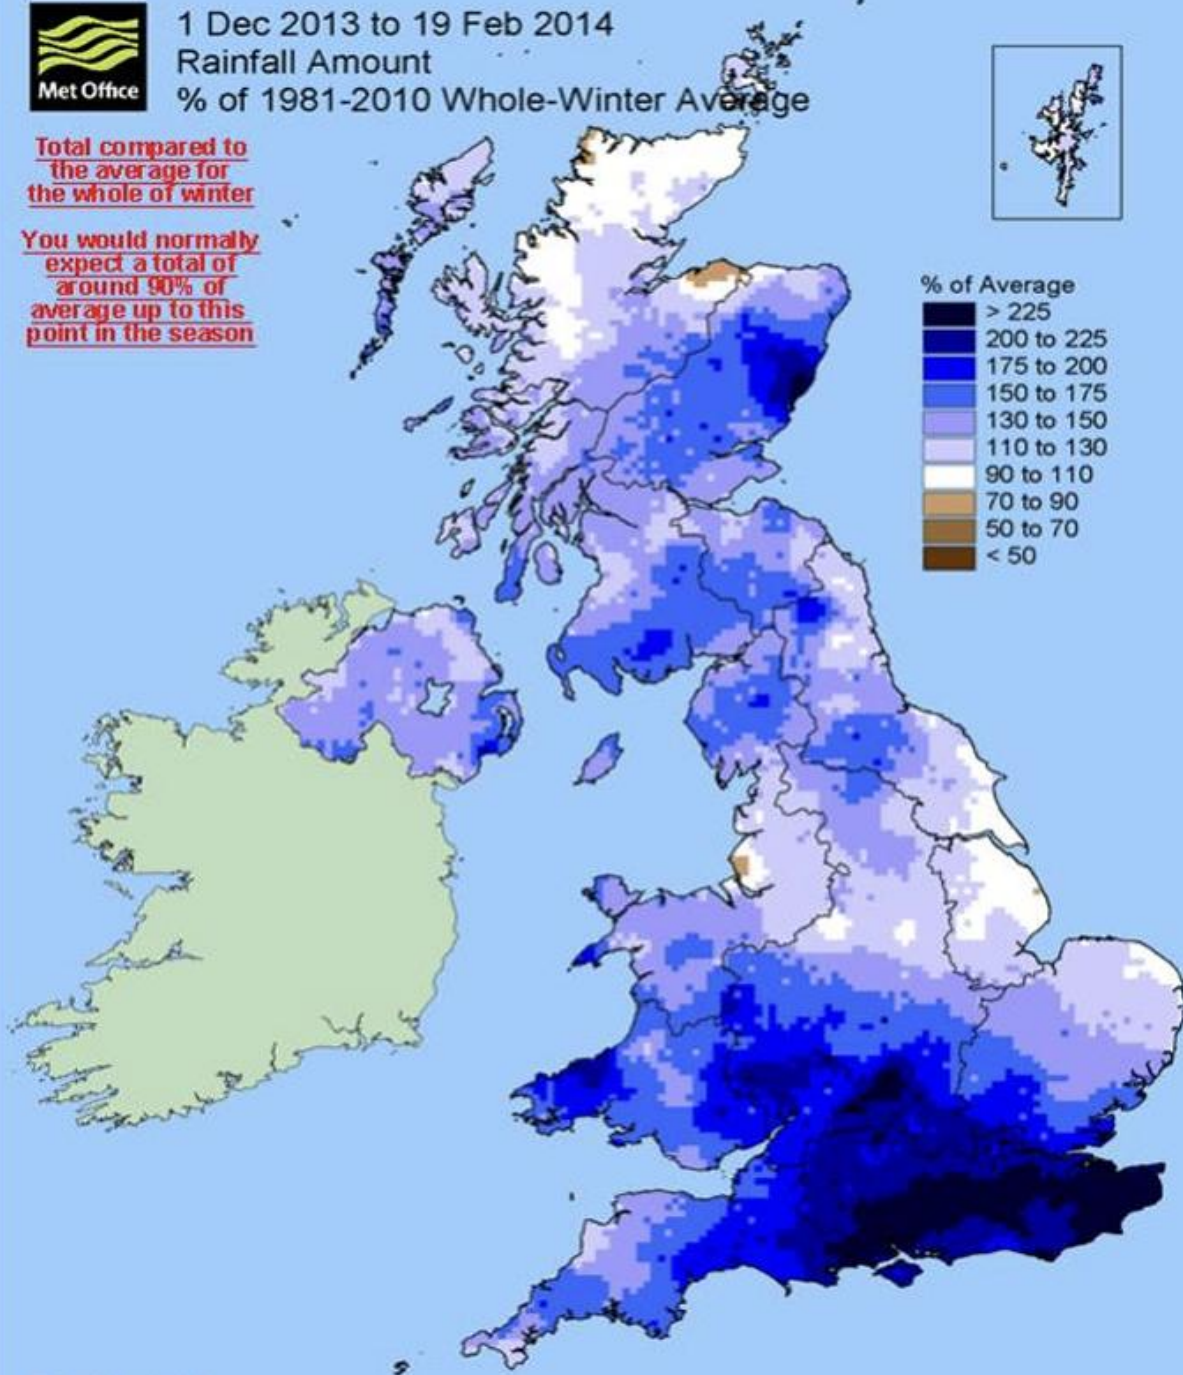 1 Dec 2013 to 19 Feb 2014
Rainfall Amount
% of 1981-2010 Whole-Winter Average
Met Office
Total compared to
the average for
the whole of winter
You would normally
expect a total of
around 90% of
average up to this
point in the season
% of Average
> 225
200 to 225
175 to 200
150 to 175
130 to 150
110 to 130
90 to 110
70 to 90
50 to 70
< 50